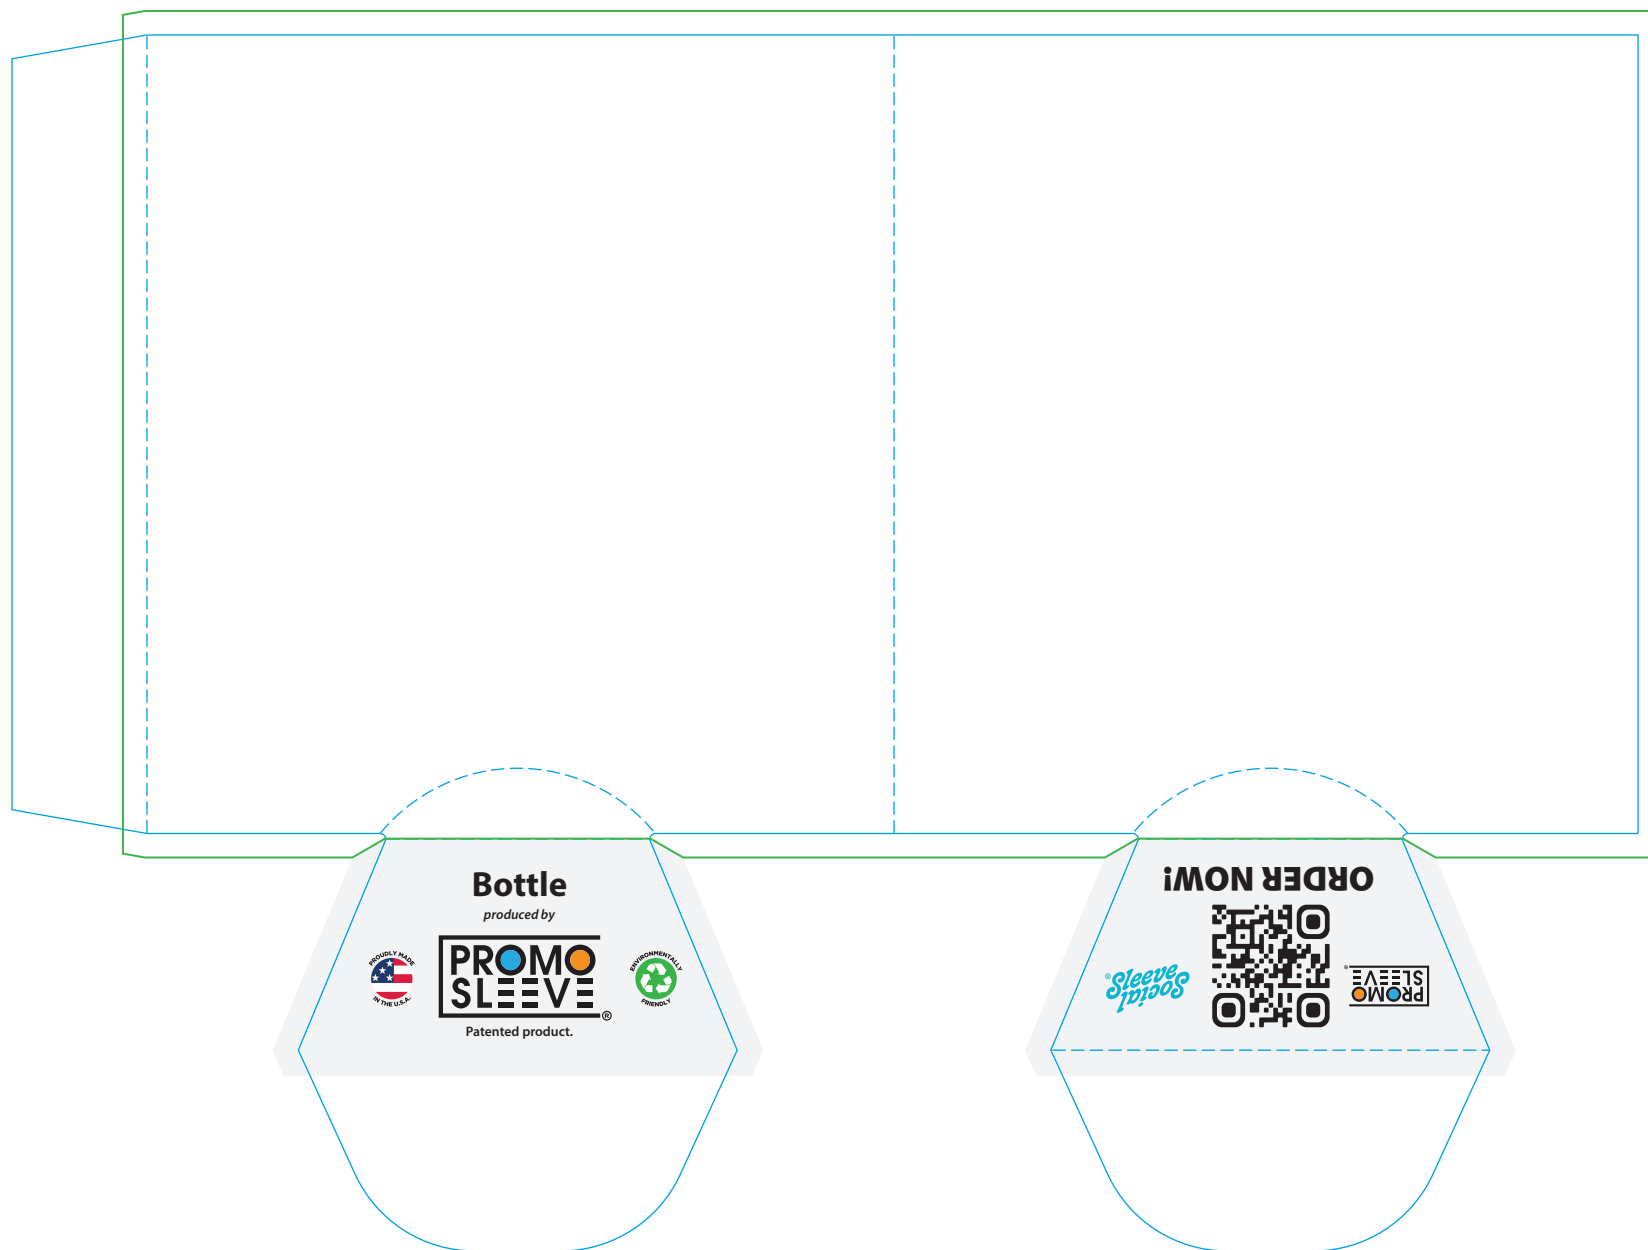 Bottle
produced by
PROUDLY MADE
IN THE U.S.A.
PROMO
SLEEVE®
ENVIRONMENTALLY
FRIENDLY
Patented product.
ORDER NOW!
Social
Sleeve®
PROMO
SLEEVE®